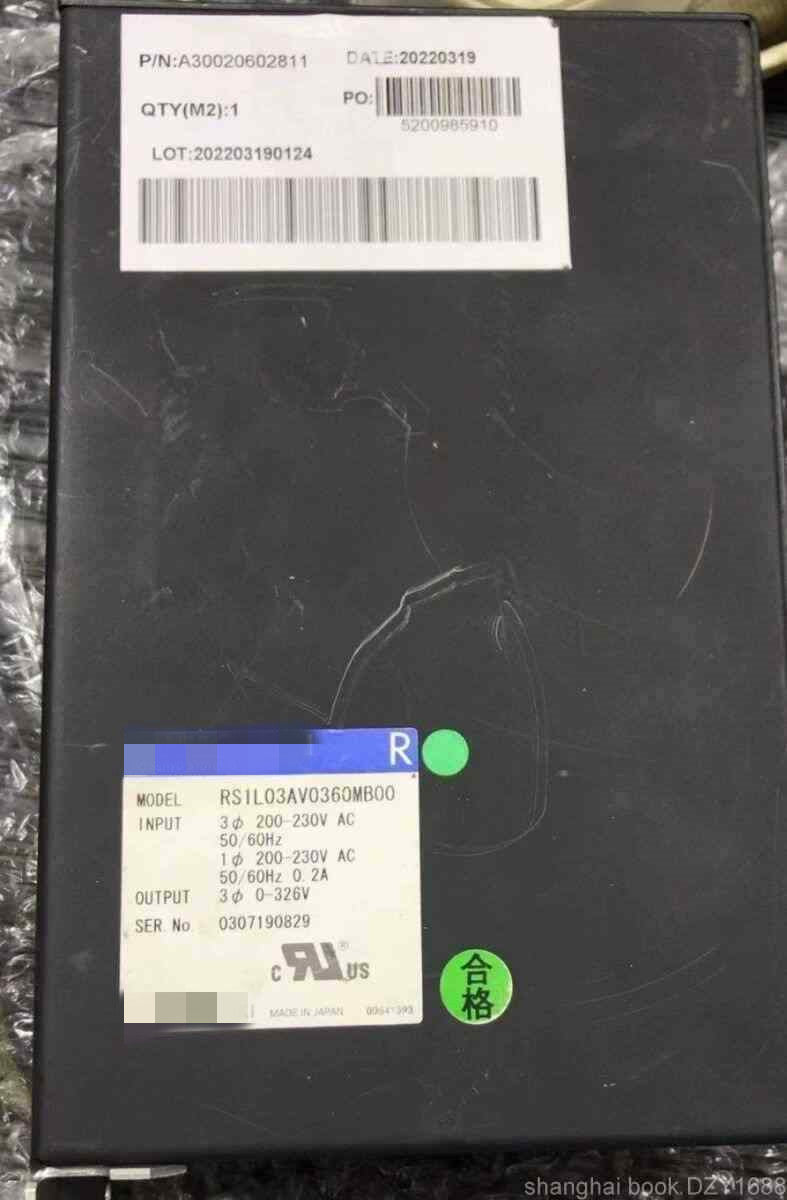 P/N:A30020602811
DATE:20220319
QTY(M2):1
PO:
5200985910
LOT:202203190124
R
MODEL RS1L03AV0360MB00
INPUT 3φ 200-230V AC
50/60Hz
1φ 200-230V AC
50/60Hz 0.2A
OUTPUT 3φ 0-326V
SER. No. 0307190829
c RU ® US
MADE IN JAPAN
合格
shanghai book DZY1688